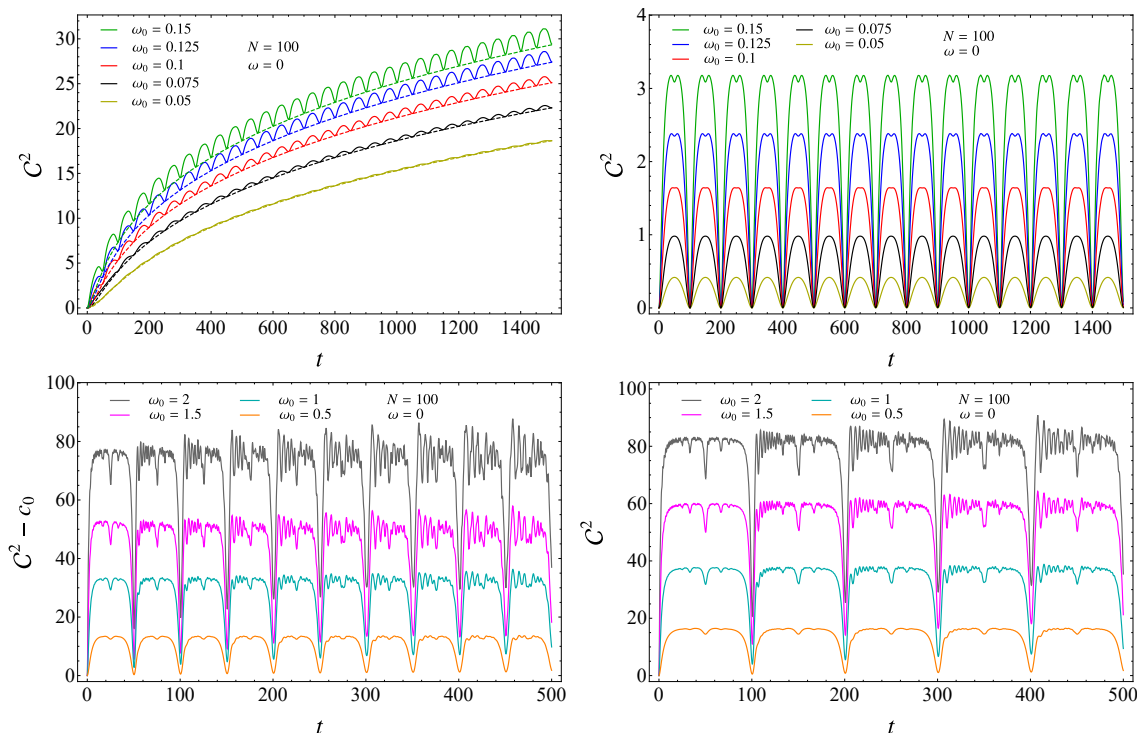 ω₀ = 0.15
ω₀ = 0.125
ω₀ = 0.1
ω₀ = 0.075
ω₀ = 0.05
N = 100
ω = 0
C²
0 5 10 15 20 25 30
0 200 400 600 800 1000 1200 1400
t
ω₀ = 0.15
ω₀ = 0.125
ω₀ = 0.1
ω₀ = 0.075
ω₀ = 0.05
N = 100
ω = 0
C²
0 1 2 3 4
0 200 400 600 800 1000 1200 1400
t
ω₀ = 2
ω₀ = 1.5
ω₀ = 1
ω₀ = 0.5
N = 100
ω = 0
C² − c₀
0 20 40 60 80 100
0 100 200 300 400 500
t
ω₀ = 2
ω₀ = 1.5
ω₀ = 1
ω₀ = 0.5
N = 100
ω = 0
C²
0 20 40 60 80 100
0 100 200 300 400 500
t